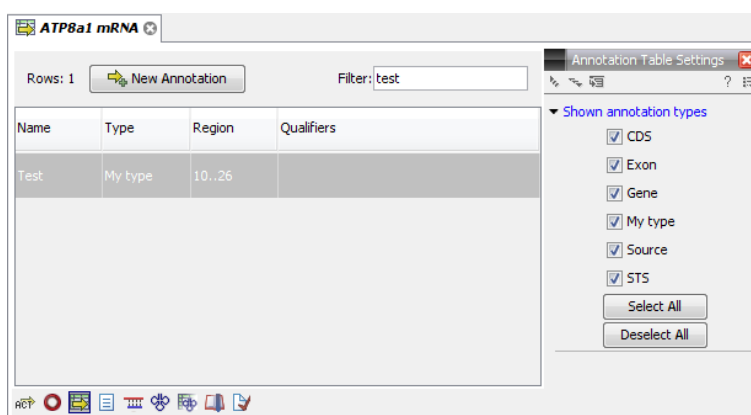 ATP8a1 mRNA
Rows: 1
New Annotation
Filter: test
Name Type Region Qualifiers
Test My type 10..26
Annotation Table Settings
?
Shown annotation types
CDS
Exon
Gene
My type
Source
STS
Select All
Deselect All
ACT